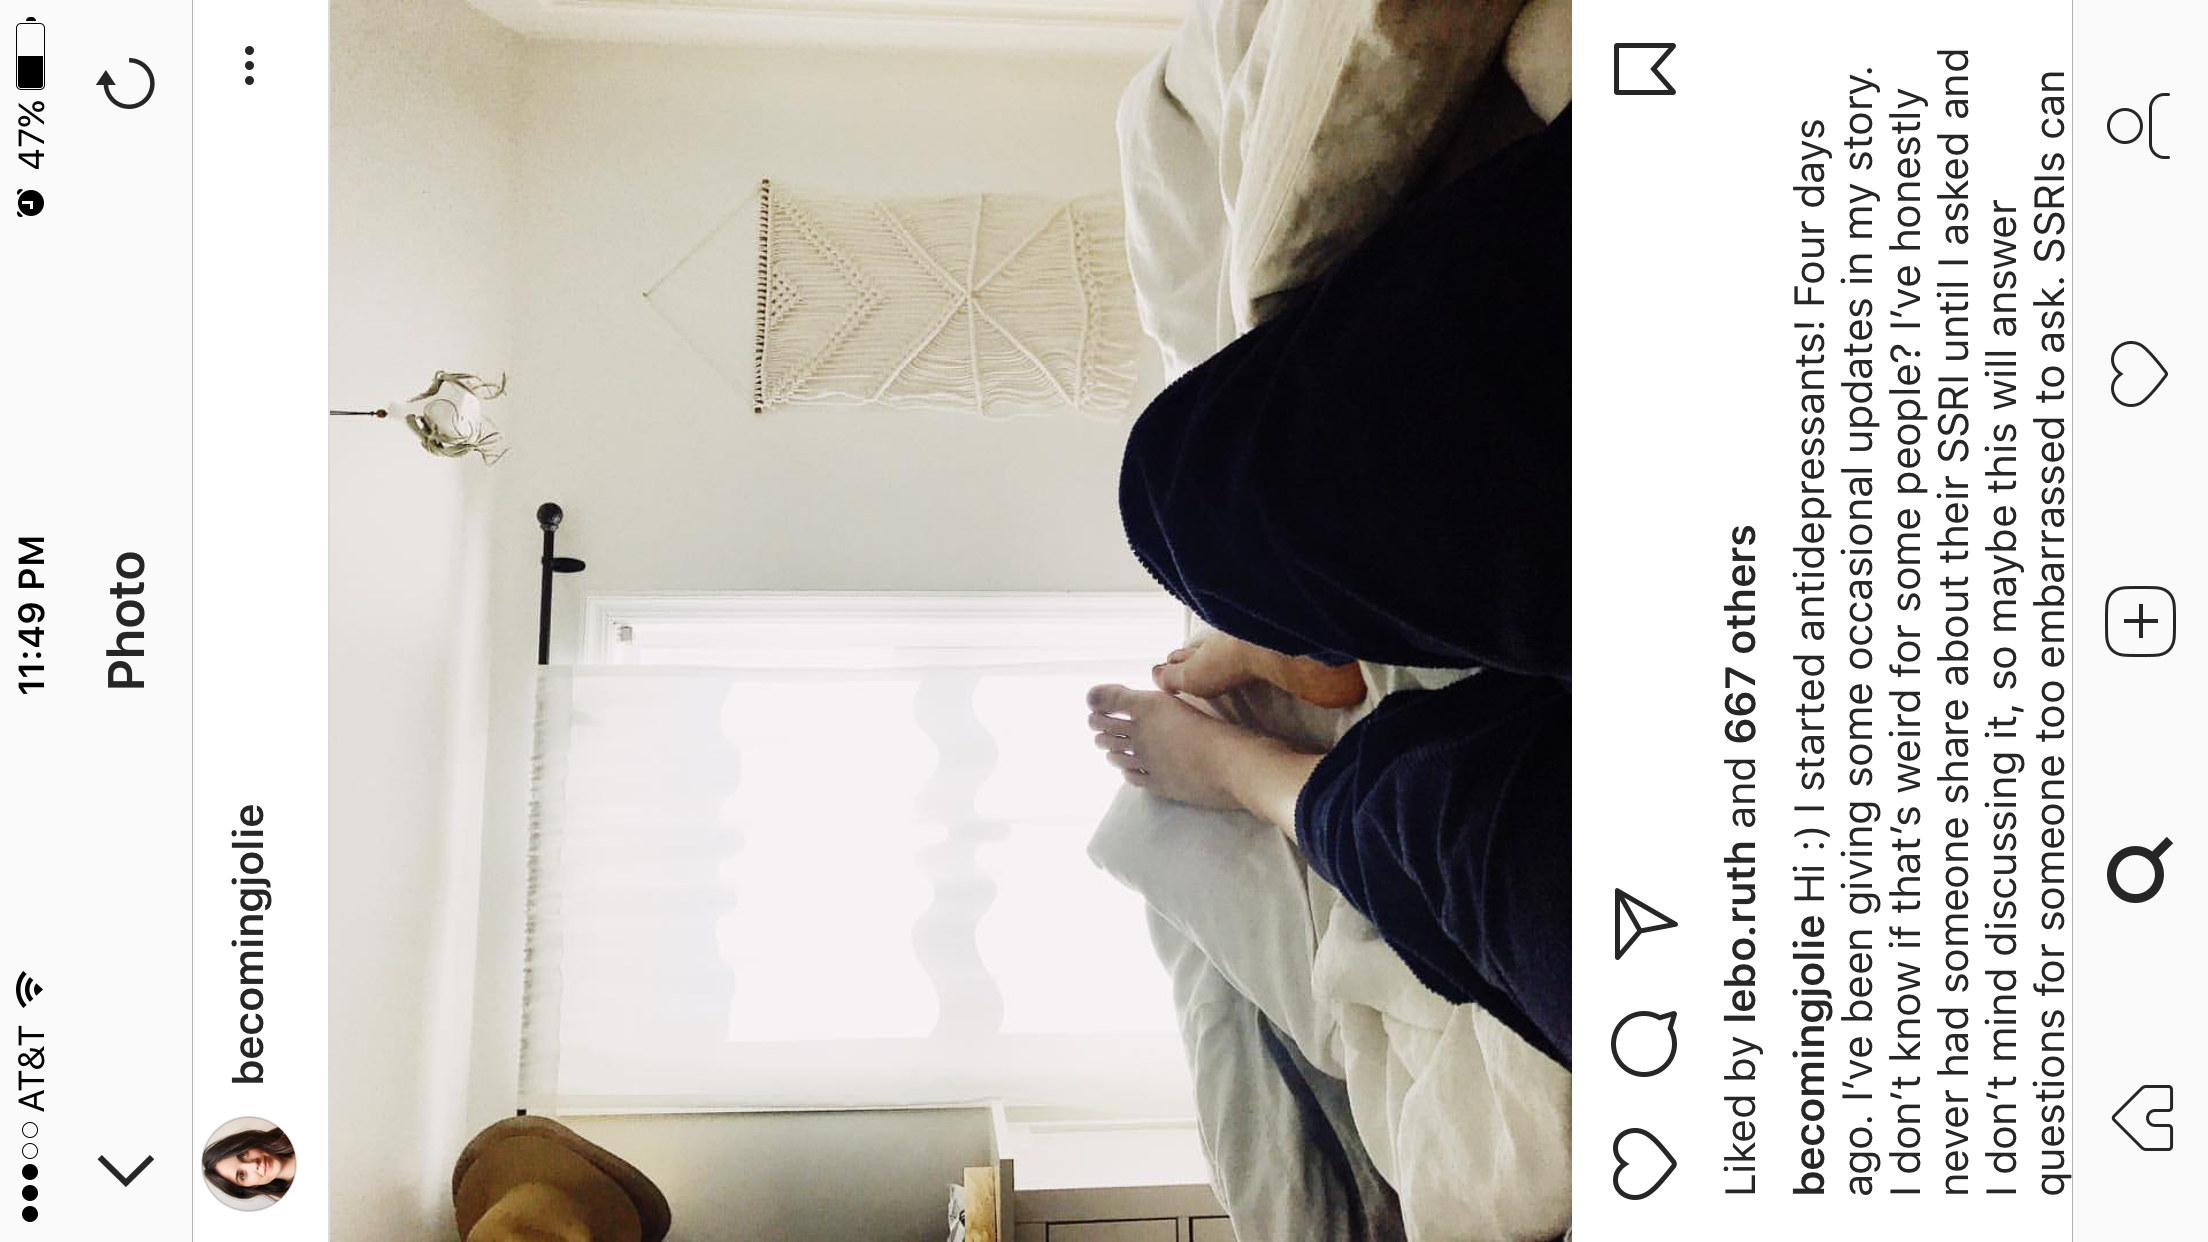 AT&T 11:49 PM 47%
Photo
becomingjolie
Liked by lebo.ruth and 667 others
becomingjolie Hi :) I started antidepressants! Four days
ago. I've been giving some occasional updates in my story.
I don't know if that's weird for some people? I've honestly
never had someone share about their SSRI until I asked and
I don't mind discussing it, so maybe this will answer
questions for someone too embarrassed to ask. SSRIs can